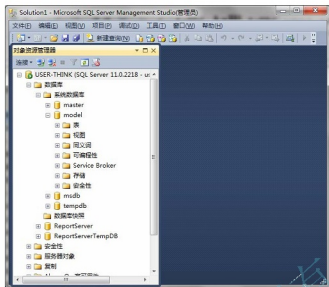 Solution1 - Microsoft SQL Server Management Studio(管理员)
文件(F) 编辑(E) 视图(V) 项目(P) 调试(D) 工具(T) 窗口(W) 帮助(H)
新建查询(N)
对象资源管理器
连接
USER-THINK (SQL Server 11.0.2218 - us
数据库
系统数据库
master
model
表
视图
同义词
可编程性
Service Broker
存储
安全性
msdb
tempdb
数据库快照
ReportServer
ReportServerTempDB
安全性
服务器对象
复制